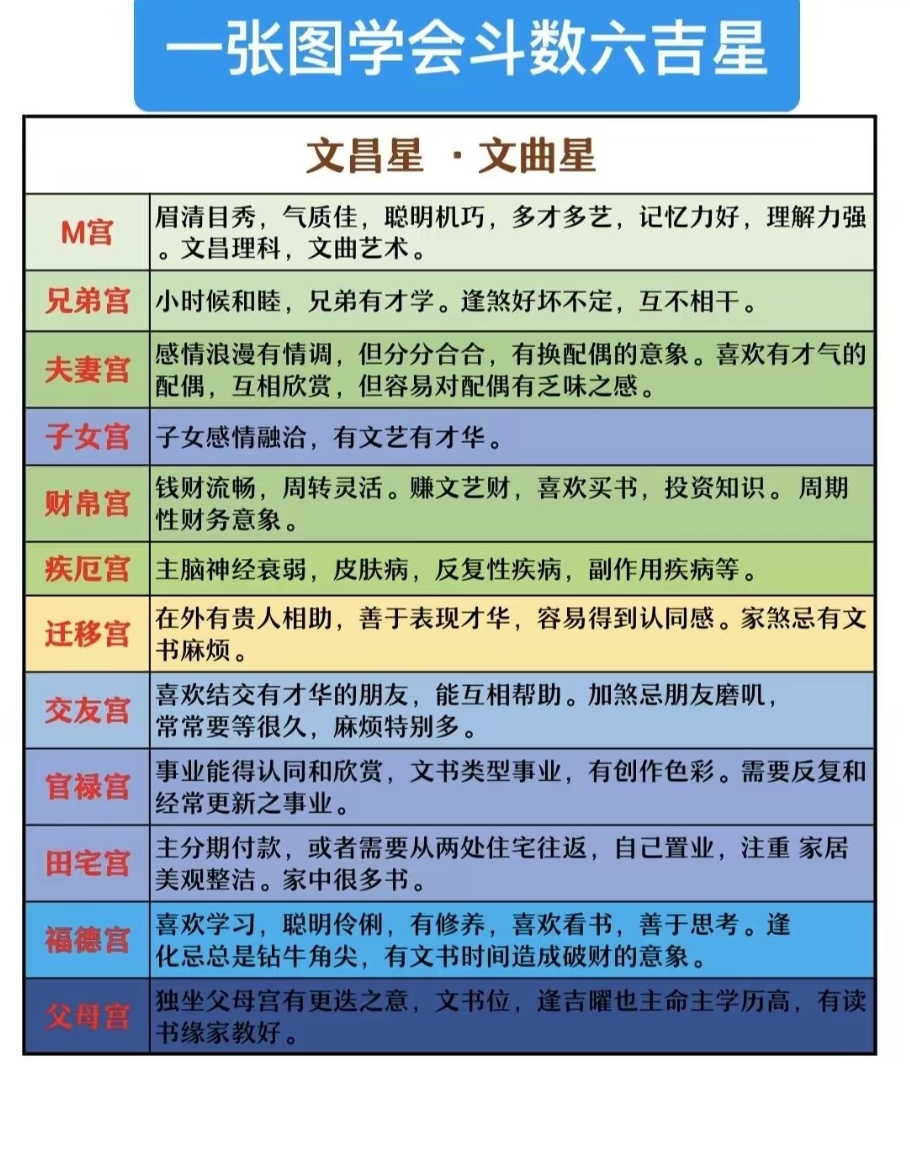 一张图学会斗数六吉星
文昌星 · 文曲星
M宫
眉清目秀，气质佳，聪明机巧，多才多艺，记忆力好，理解力强
。文昌理科，文曲艺术。
兄弟宫
小时候和睦，兄弟有才学。逢煞好坏不定，互不相干。
夫妻宫
感情浪漫有情调，但分分合合，有换配偶的意象。喜欢有才气的
配偶，互相欣赏，但容易对配偶有乏味之感。
子女宫
子女感情融洽，有文艺有才华。
财帛宫
钱财流畅，周转灵活。赚文艺财，喜欢买书，投资知识。 周期
性财务意象。
疾厄宫
主脑神经衰弱，皮肤病，反复性疾病，副作用疾病等。
迁移宫
在外有贵人相助，善于表现才华，容易得到认同感。家煞忌有文
书麻烦。
交友宫
喜欢结交有才华的朋友，能互相帮助。加煞忌朋友磨叽，
常常要等很久，麻烦特别多。
官禄宫
事业能得认同和欣赏，文书类型事业，有创作色彩。需要反复和
经常更新之事业。
田宅宫
主分期付款，或者需要从两处住宅往返，自己置业，注重 家居
美观整洁。家中很多书。
福德宫
喜欢学习，聪明伶俐，有修养，喜欢看书，善于思考。逢
化忌总是钻牛角尖，有文书时间造成破财的意象。
父母宫
独坐父母宫有更迭之意，文书位，逢吉曜也主命主学历高，有读
书缘家教好。